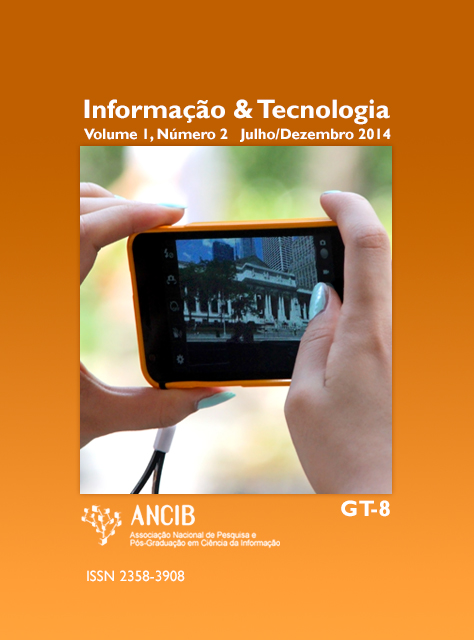 Informação & Tecnologia
Volume 1, Número 2 Julho/Dezembro 2014
GT-8
ANCIB
Associação Nacional de Pesquisa e
Pós-Graduação em Ciência da Informação
ISSN 2358-3908